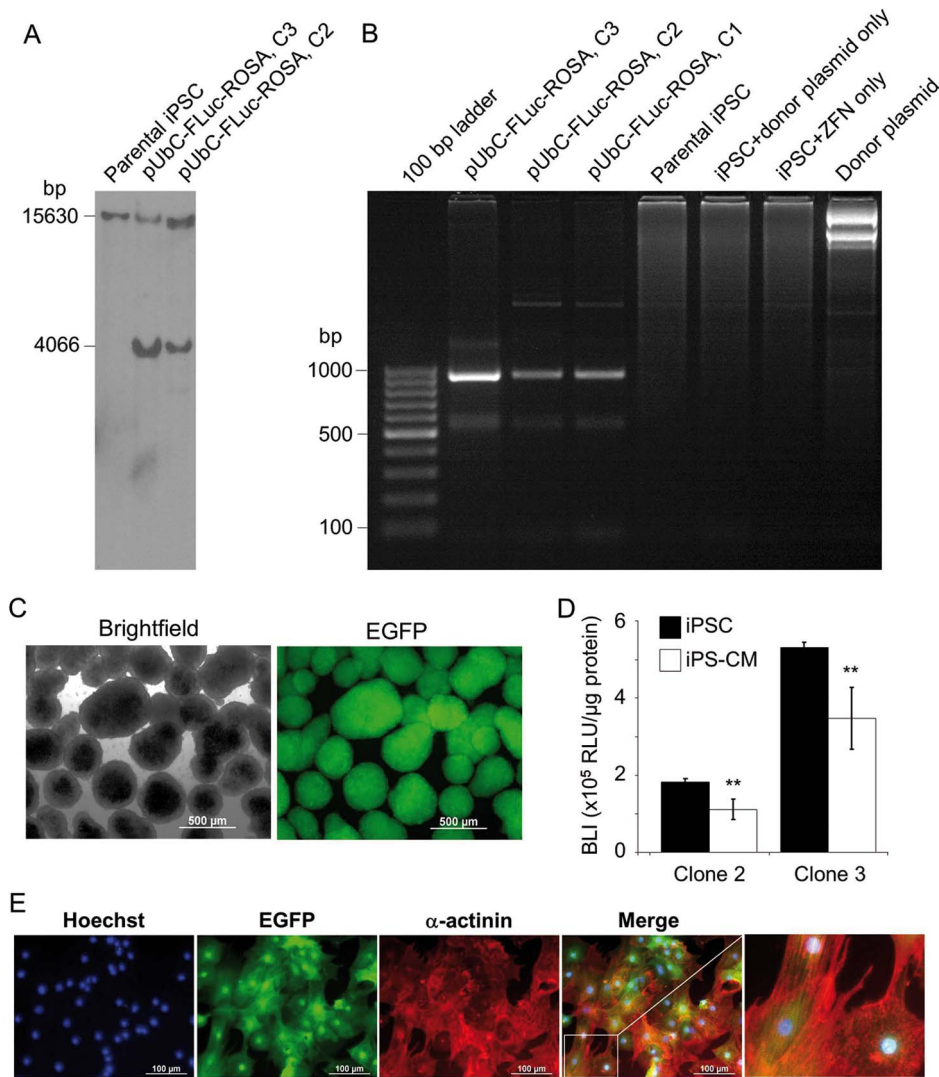 A
Parental iPSC
pUbC-FLuc-ROSA, C3
pUbC-FLuc-ROSA, C2
bp
15630
4066
B
100 bp ladder
pUbC-FLuc-ROSA, C3
pUbC-FLuc-ROSA, C2
pUbC-FLuc-ROSA, C1
Parental iPSC
iPSC+donor plasmid only
iPSC+ZFN only
Donor plasmid
bp
1000
500
100
C
Brightfield
EGFP
500 µm
500 µm
D
BLI (x10⁵ RLU/µg protein)
6
4
2
0
iPSC
iPS-CM
**
**
Clone 2
Clone 3
E
Hoechst
EGFP
α-actinin
Merge
100 µm
100 µm
100 µm
100 µm